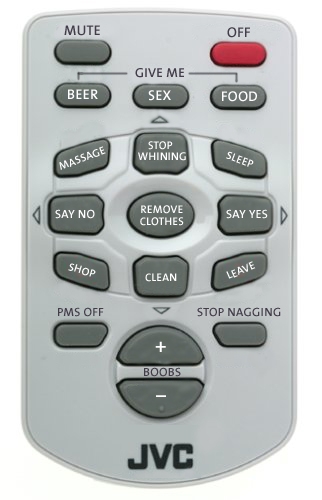 MUTE
OFF
GIVE ME
BEER
SEX
FOOD
MASSAGE
STOP
WHINING
SLEEP
SAY NO
REMOVE
CLOTHES
SAY YES
SHOP
CLEAN
LEAVE
PMS OFF
STOP NAGGING
+
BOOBS
–
JVC